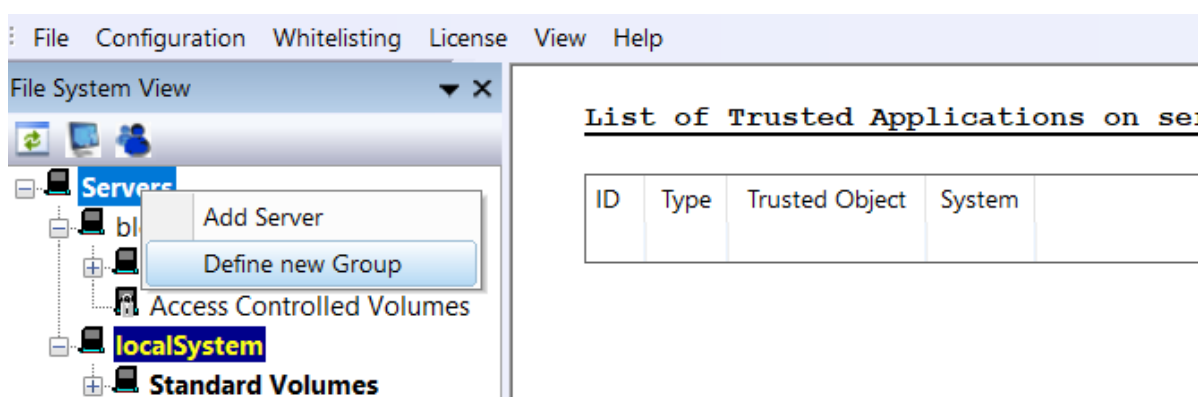 File Configuration Whitelisting License View Help
File System View
List of Trusted Applications on
Servers
ID Type Trusted Object System
Add Server
Define new Group
Access Controlled Volumes
localSystem
Standard Volumes